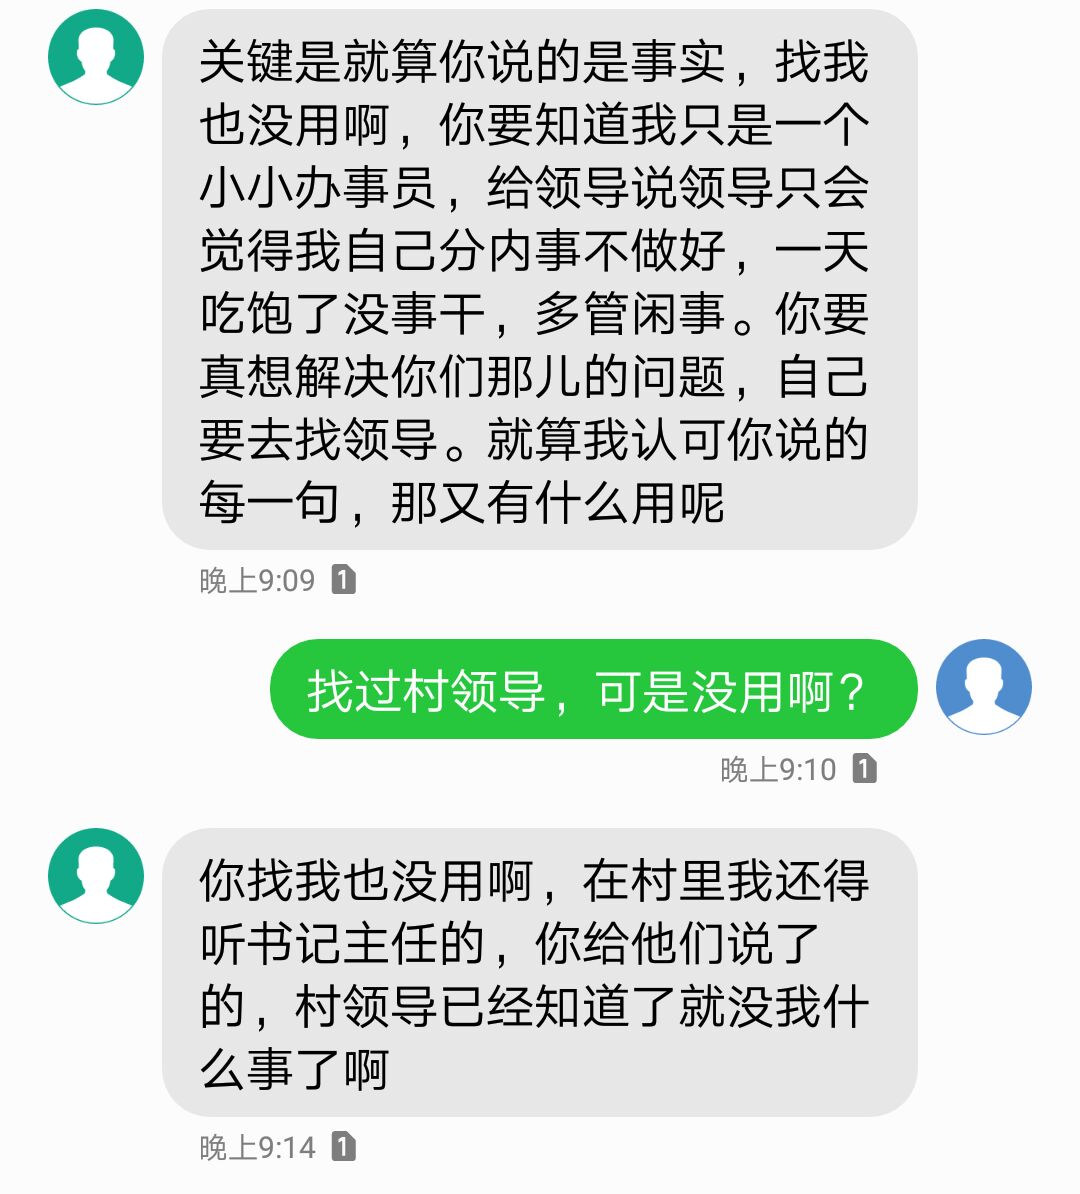 关键是就算你说的是事实，找我
也没用啊，你要知道我只是一个
小小办事员，给领导说领导只会
觉得我自己分内事不做好，一天
吃饱了没事干，多管闲事。你要
真想解决你们那儿的问题，自己
要去找领导。就算我认可你说的
每一句，那又有什么用呢
晚上9:09 1
找过村领导，可是没用啊？
晚上9:10 1
你找我也没用啊，在村里我还得
听书记主任的，你给他们说了
的，村领导已经知道了就没我什
么事了啊
晚上9:14 1